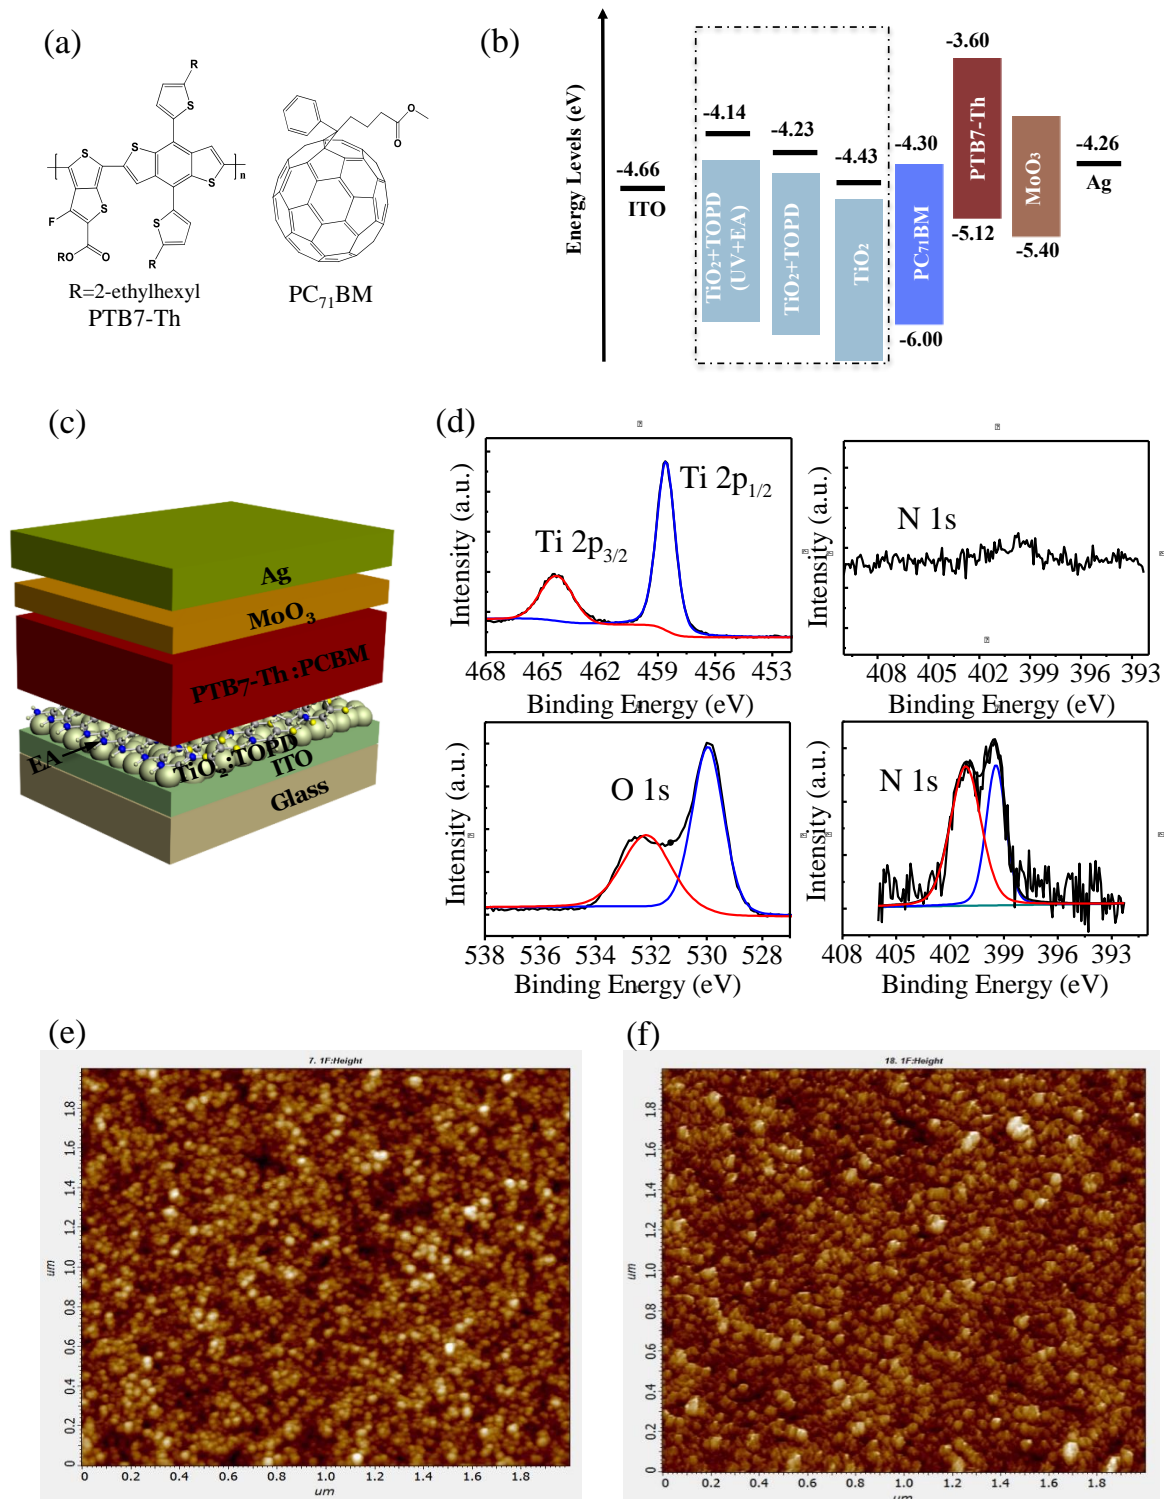 (a)
R
S
S
S
n
F
S
S
S
RO
O
R
R=2-ethylhexyl
PTB7-Th
O
O
PC71BM
(b)
Energy Levels (eV)
-4.66
ITO
-4.14
TiO2+TOPD
(UV+EA)
-4.23
TiO2+TOPD
-4.43
TiO2
-4.30
PC71BM
-6.00
-3.60
PTB7-Th
-5.12
MoO3
-5.40
-4.26
Ag
(c)
Ag
MoO3
PTB7-Th:PCBM
EA
TiO2:TOPD
ITO
Glass
(d)
Intensity (a.u.)
Ti 2p1/2
Ti 2p3/2
468 465 462 459 456 453
Binding Energy (eV)
Intensity (a.u.)
N 1s
408 405 402 399 396 393
Binding Energy (eV)
Intensity (a.u.)
O 1s
538 536 534 532 530 528
Binding Energy (eV)
Intensity (a.u.)
N 1s
408 405 402 399 396 393
Binding Energy (eV)
(e)
7. 1F:Height
1.8
1.6
1.4
1.2
1.0
0.8
0.6
0.4
0.2
0
um
0 0.2 0.4 0.6 0.8 1.0 1.2 1.4 1.6 1.8
um
(f)
18. 1F:Height
1.8
1.6
1.4
1.2
1.0
0.8
0.6
0.4
0.2
0
um
0 0.2 0.4 0.6 0.8 1.0 1.2 1.4 1.6 1.8
um